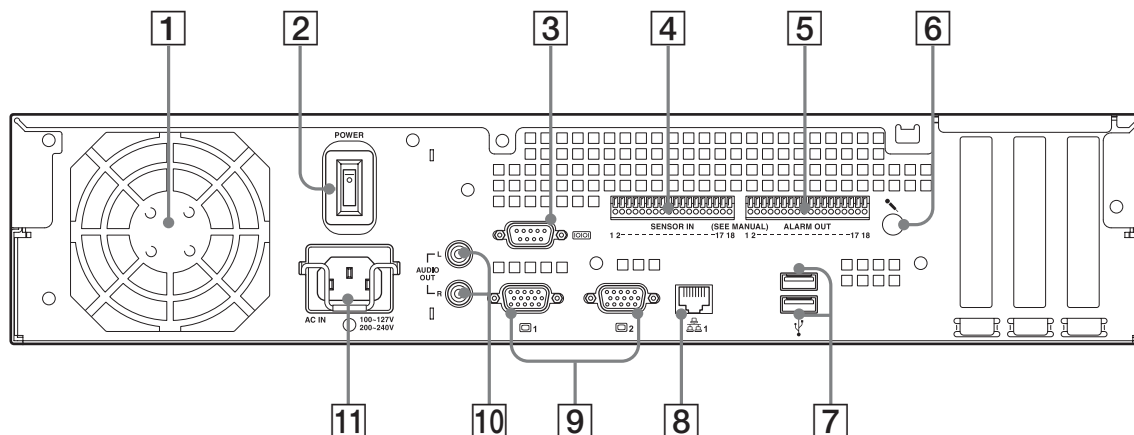 1 2 3 4 5 6
POWER
SENSOR IN (SEE MANUAL) ALARM OUT
1 2 17 18 1 2 17 18
L
AUDIO
OUT
R
AC IN 100~127V
200~240V
1 2 1
11 10 9 8 7